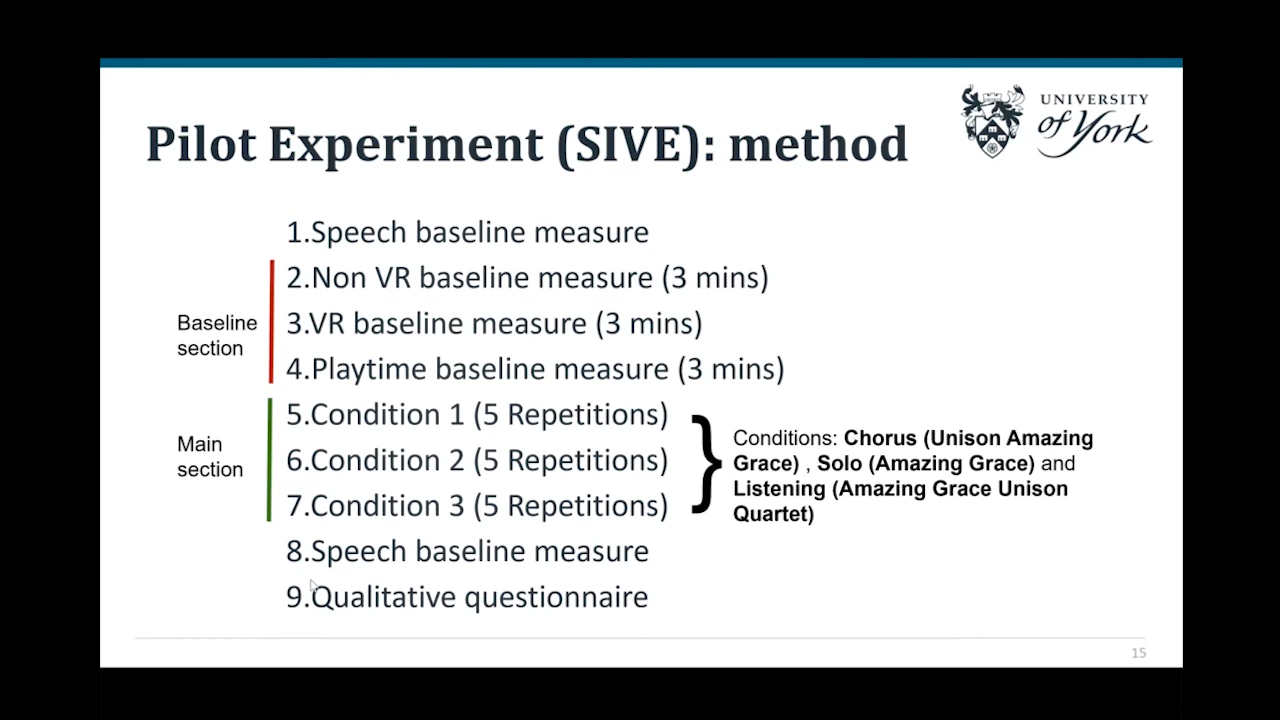 UNIVERSITY
of York
Pilot Experiment (SIVE): method
1.Speech baseline measure
2.Non VR baseline measure (3 mins)
Baseline
section
3.VR baseline measure (3 mins)
4.Playtime baseline measure (3 mins)
Main
section
5.Condition 1 (5 Repetitions)
6.Condition 2 (5 Repetitions)
7.Condition 3 (5 Repetitions)
}
Conditions: Chorus (Unison Amazing
Grace) , Solo (Amazing Grace) and
Listening (Amazing Grace Unison
Quartet)
8.Speech baseline measure
9.Qualitative questionnaire
15